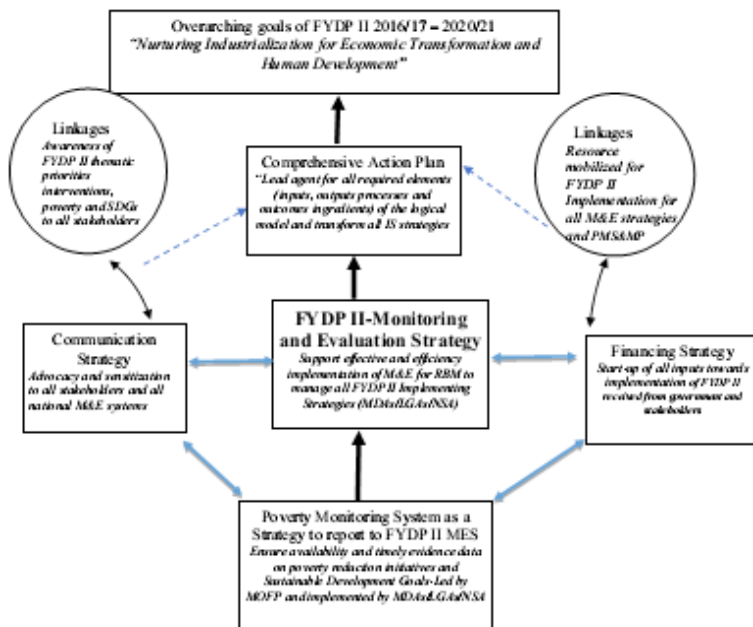 Overarching goals of FYDP II 2016/17 – 2020/21
"Nurturing Industrialization for Economic Transformation and
Human Development"
Linkages
Awareness of
FYDP II thematic
priorities
interventions,
poverty and SDGs
to all stakeholders
Comprehensive Action Plan
"Lead agent for all required elements
(inputs, outputs processes and
outcomes ingredients) of the logical
model and transform all IS strategies
Linkages
Resource
mobilized for
FYDP II
Implementation for
all M&E strategies
and PMS&MP
Communication
Strategy
Advocacy and sensitization
to all stakeholders and all
national M&E systems
FYDP II-Monitoring
and Evaluation Strategy
Support effective and efficiency
implementation of M&E for RBM to
manage all FYDP II Implementing
Strategies (MDAs/LGAs/NSA)
Financing Strategy
Start-up of all inputs towards
implementation of FYDP II
received from government and
stakeholders
Poverty Monitoring System as a
Strategy to report to FYDP II MES
Ensure availability and timely evidence data
on poverty reduction initiatives and
Sustainable Development Goals-Led by
MOFP and implemented by MDAs/LGAs/NSA